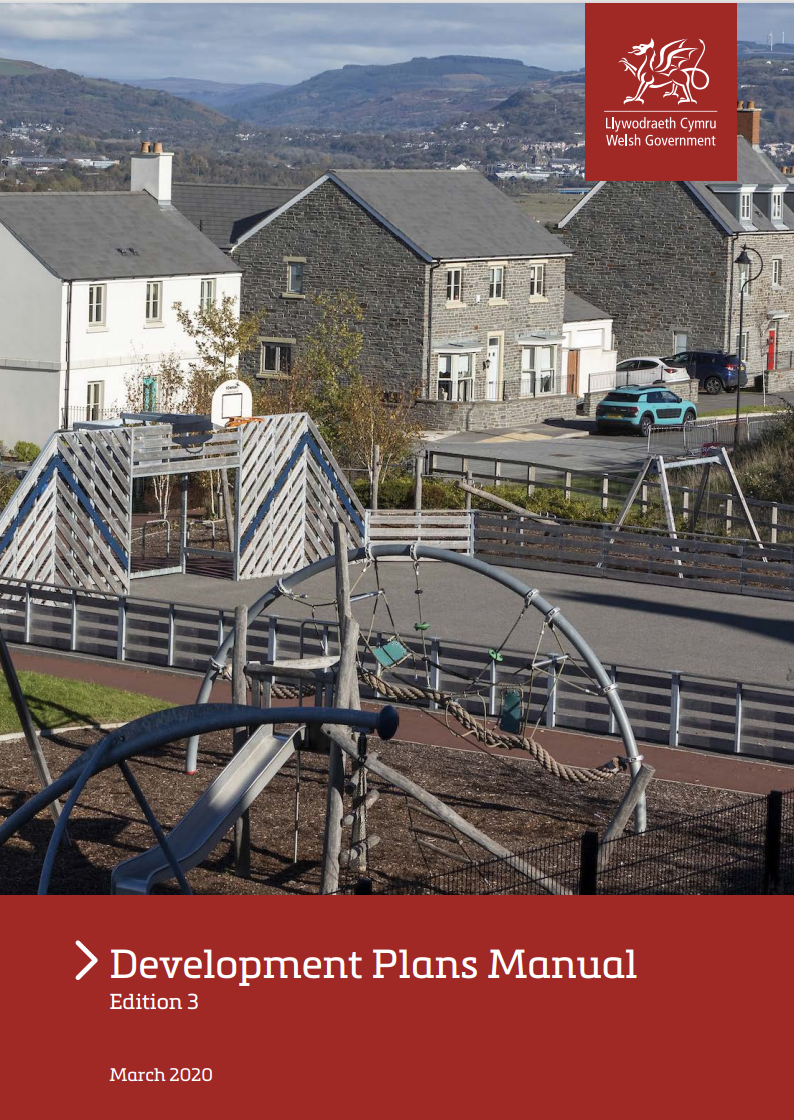 Llywodraeth Cymru
Welsh Government
Development Plans Manual
Edition 3
March 2020